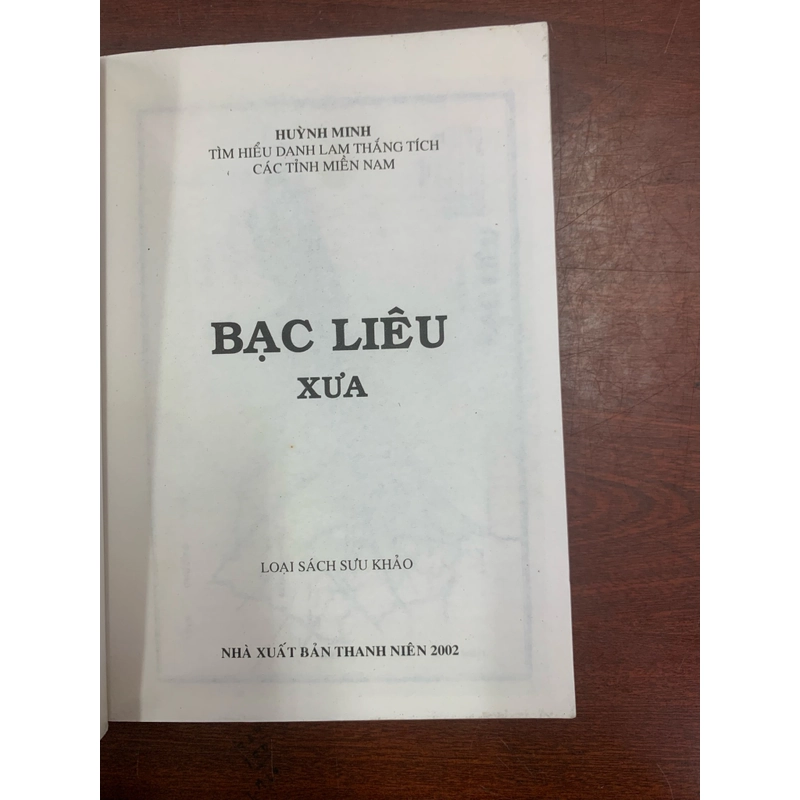 HUỲNH MINH
TÌM HIỂU DANH LAM THẮNG TÍCH
CÁC TỈNH MIỀN NAM
BẠC LIÊU
XƯA
LOẠI SÁCH SƯU KHẢO
NHÀ XUẤT BẢN THANH NIÊN 2002